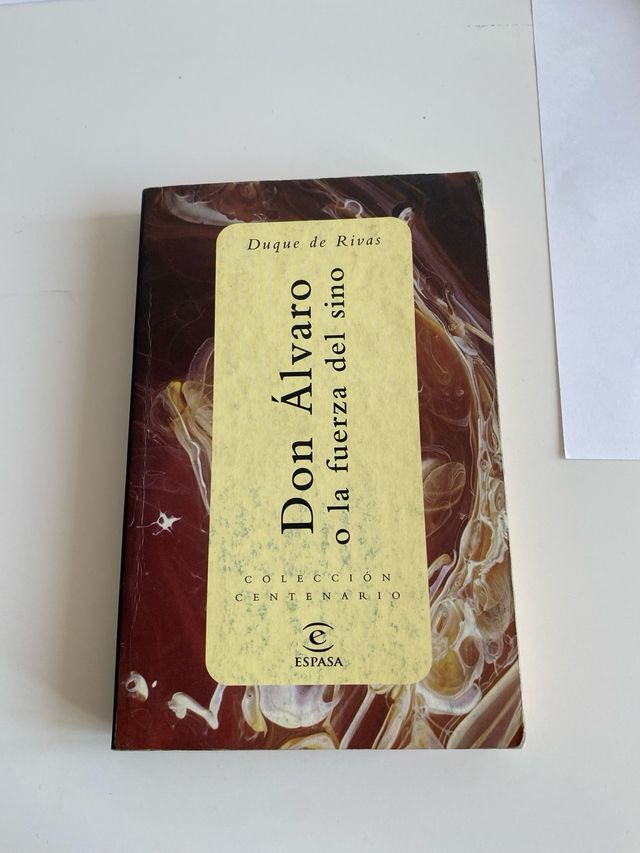 Duque de Rivas
Don Álvaro
o la fuerza del sino
COLECCIÓN
CENTENARIO
e
ESPASA